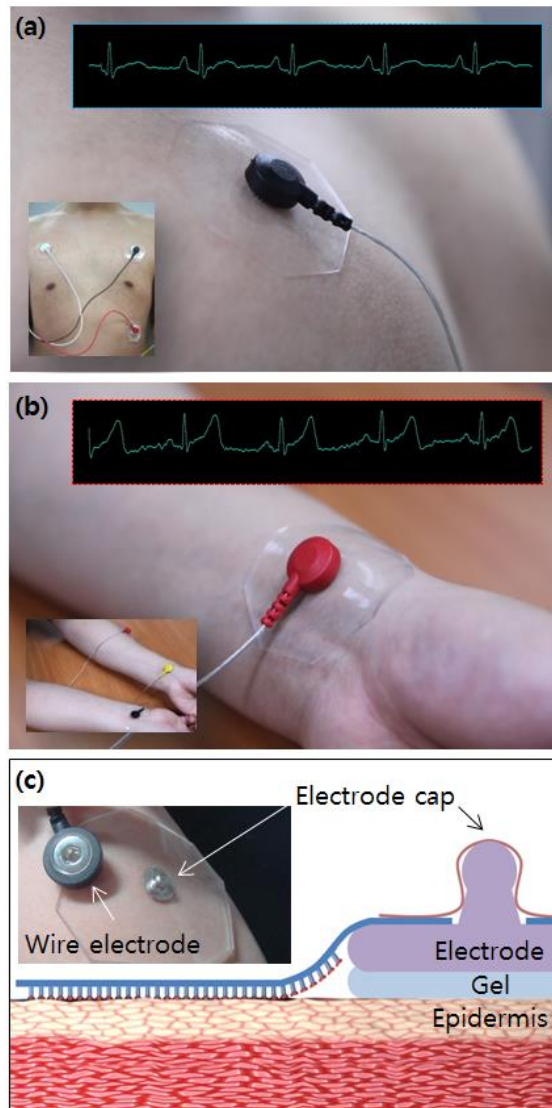 (a)
(b)
(c)
Electrode cap
Wire electrode
Electrode
Gel
Epidermis